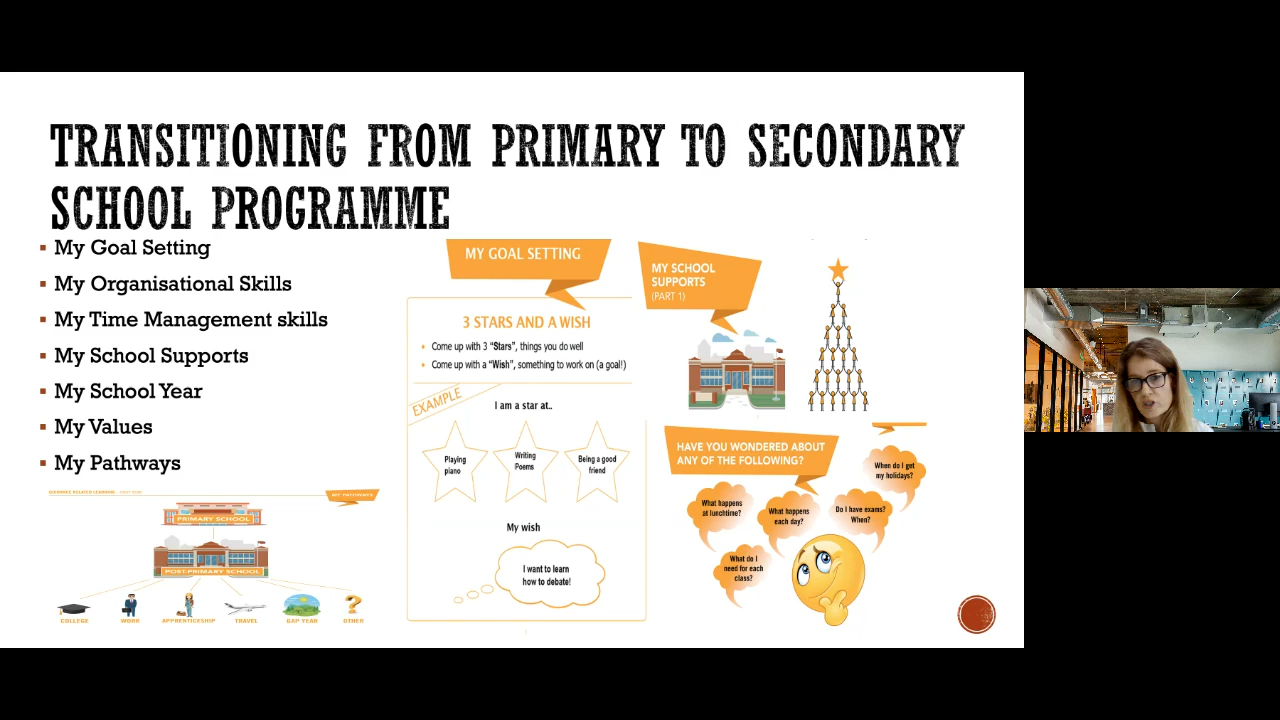 TRANSITIONING FROM PRIMARY TO SECONDARY
SCHOOL PROGRAMME
My Goal Setting
My Organisational Skills
My Time Management skills
My School Supports
My School Year
My Values
My Pathways
GUIDANCE RELATED LEARNING
MY PATHWAYS
PRIMARY SCHOOL
POST-PRIMARY SCHOOL
COLLEGE
WORK
APPRENTICESHIP
TRAVEL
GAP YEAR
OTHER
MY GOAL SETTING
3 STARS AND A WISH
Come up with 3 "Stars", things you do well
Come up with a "Wish", something to work on (a goal!)
EXAMPLE
I am a star at..
Playing
piano
Writing
Poems
Being a good
friend
My wish
I want to learn
how to debate!
MY SCHOOL
SUPPORTS
(PART 1)
HAVE YOU WONDERED ABOUT
ANY OF THE FOLLOWING?
When do I get
my holidays?
What happens
at lunchtime?
What happens
each day?
Do I have exams?
When?
What do I
need for each
class?